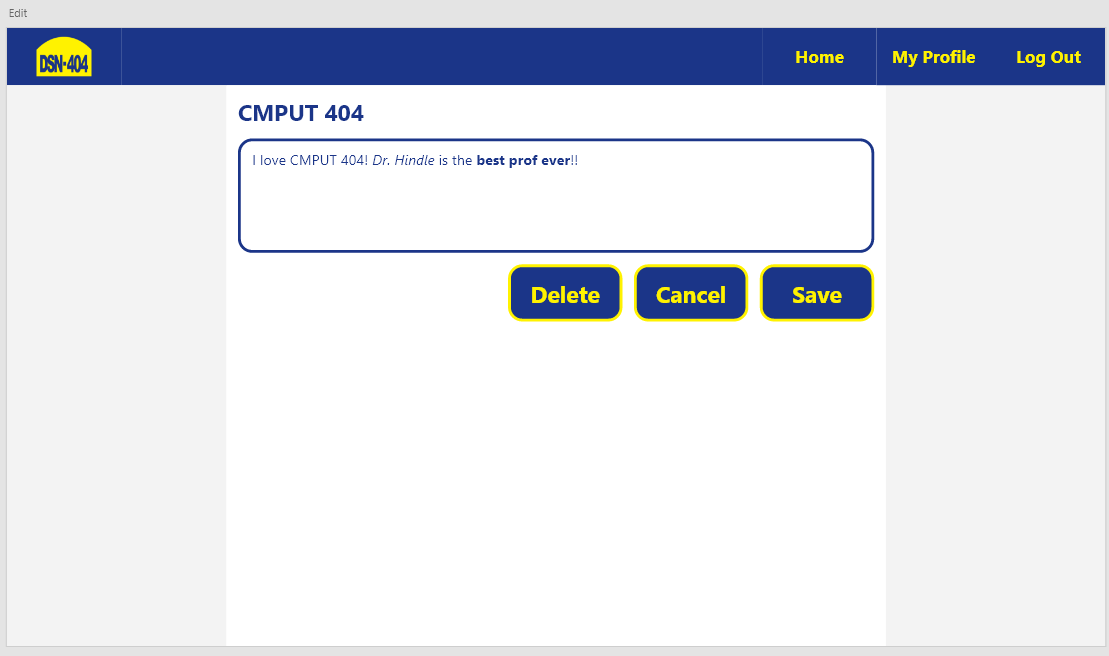 Edit
DSN-404
Home
My Profile
Log Out
CMPUT 404
I love CMPUT 404! Dr. Hindle is the best prof ever!!
Delete
Cancel
Save